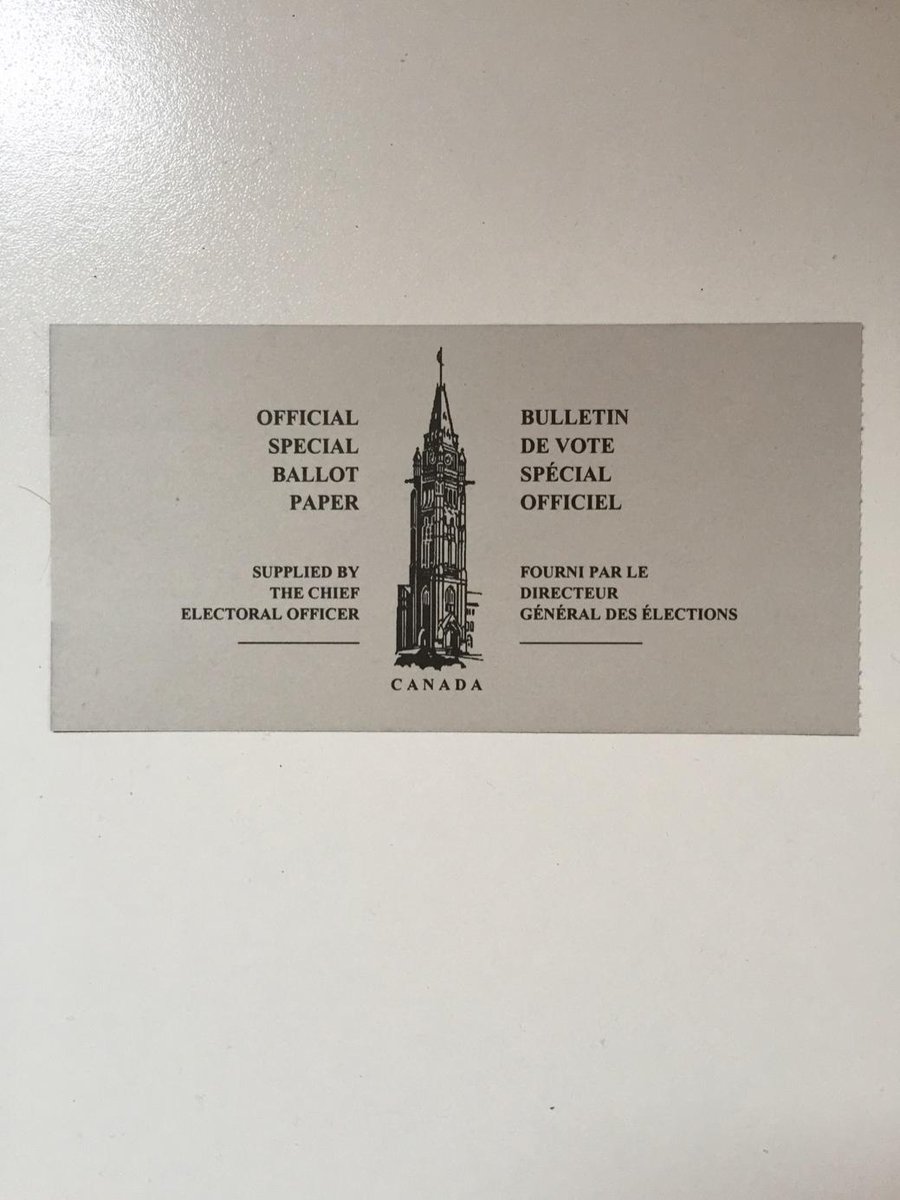 OFFICIAL
SPECIAL
BALLOT
PAPER
SUPPLIED BY
THE CHIEF
ELECTORAL OFFICER
BULLETIN
DE VOTE
SPÉCIAL
OFFICIEL
FOURNI PAR LE
DIRECTEUR
GÉNÉRAL DES ÉLECTIONS
CANADA